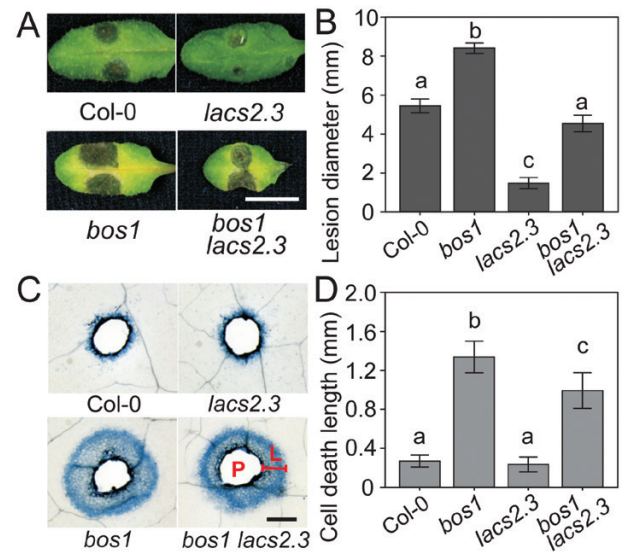 A
Col-0
lacs2.3
bos1
bos1
lacs2.3
B
Lesion diameter (mm)
10
8
6
4
2
0
a
b
c
a
Col-0
bos1
lacs2.3
bos1
lacs2.3
C
Col-0
lacs2.3
P
L
bos1
bos1 lacs2.3
D
Cell death length (mm)
2.0
1.6
1.2
0.8
0.4
0
a
b
a
c
Col-0
bos1
lacs2.3
bos1
lacs2.3